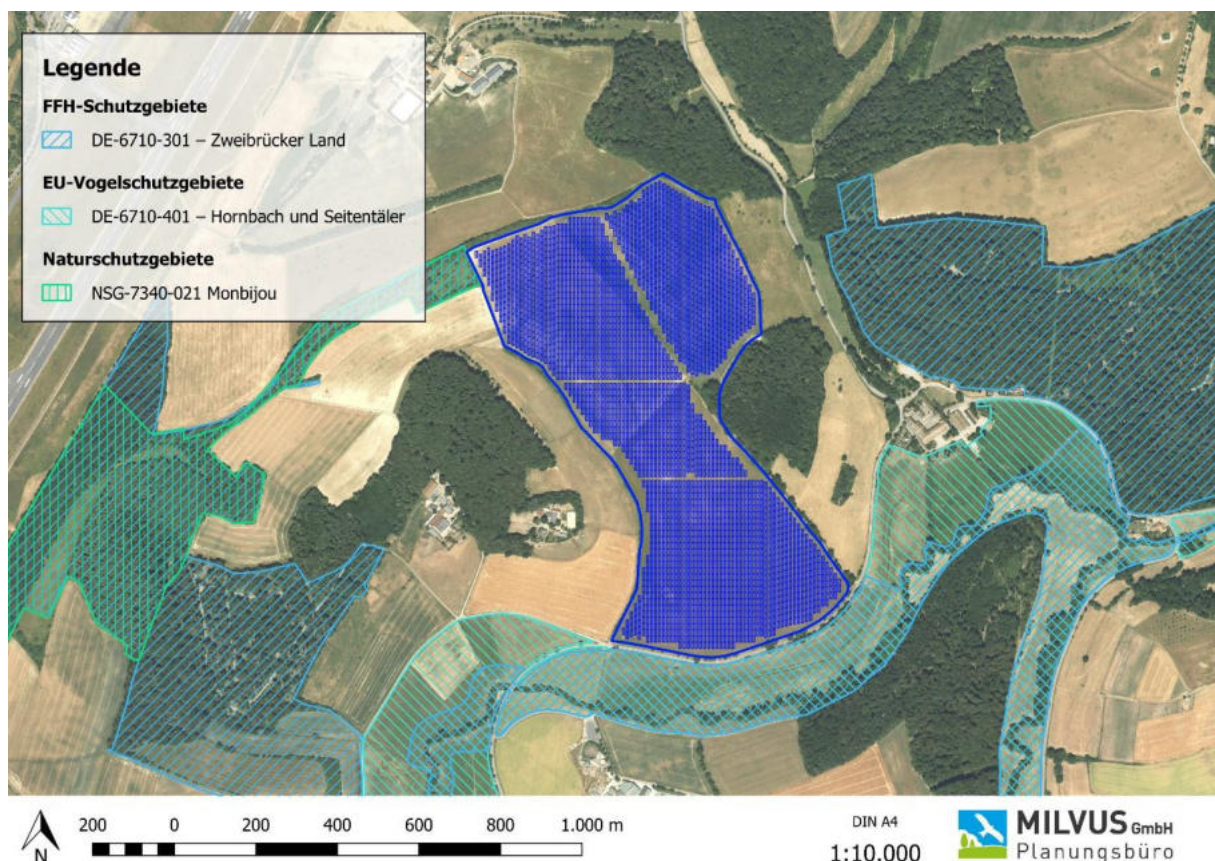 Legende
FFH-Schutzgebiete
DE-6710-301 – Zweibrücker Land
EU-Vogelschutzgebiete
DE-6710-401 – Hornbach und Seitentäler
Naturschutzgebiete
NSG-7340-021 Monbijou
N
200 0 200 400 600 800 1.000 m
DIN A4
1:10.000
MILVUS GmbH
Planungsbüro